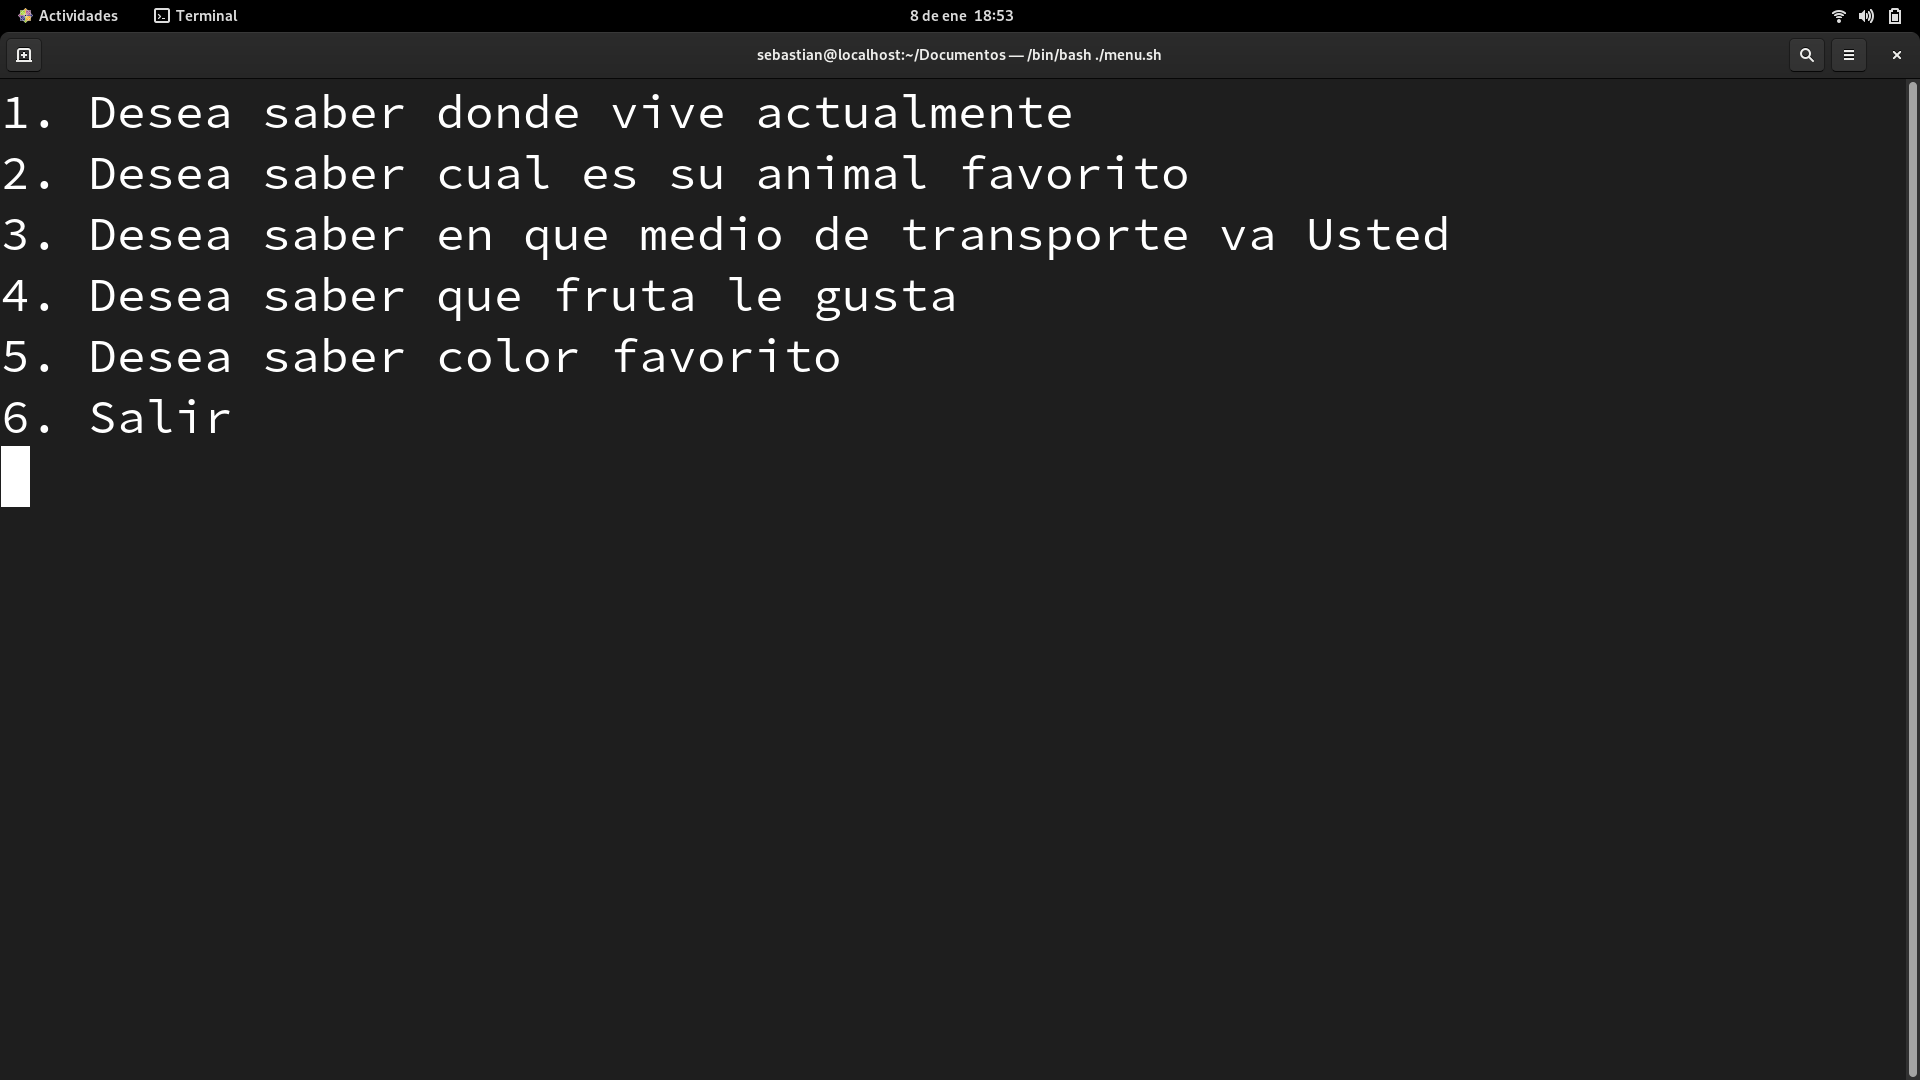 Actividades Terminal 8 de ene 18:53
sebastian@localhost:~/Documentos — /bin/bash ./menu.sh
1. Desea saber donde vive actualmente
2. Desea saber cual es su animal favorito
3. Desea saber en que medio de transporte va Usted
4. Desea saber que fruta le gusta
5. Desea saber color favorito
6. Salir